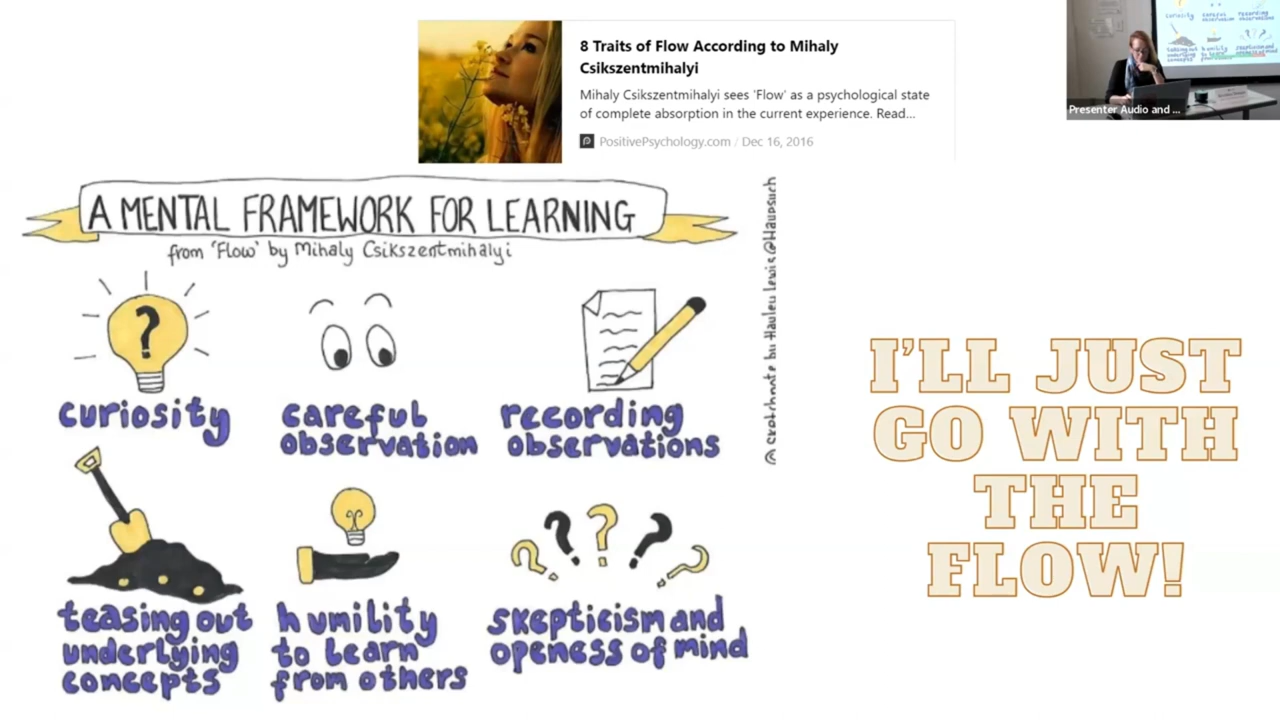 8 Traits of Flow According to Mihaly
Csikszentmihalyi
Mihaly Csikszentmihalyi sees 'Flow' as a psychological state
of complete absorption in the current experience. Read...
PositivePsychology.com / Dec 16, 2016
Presenter Audio and ...
A MENTAL FRAMEWORK FOR LEARNING
from 'Flow' by Mihaly Csikszentmihalyi
curiosity
careful
observation
recording
observations
teasing out
underlying
concepts
humility
to learn
from others
skepticism and
openess of mind
I'LL JUST
GO WITH
THE
FLOW!